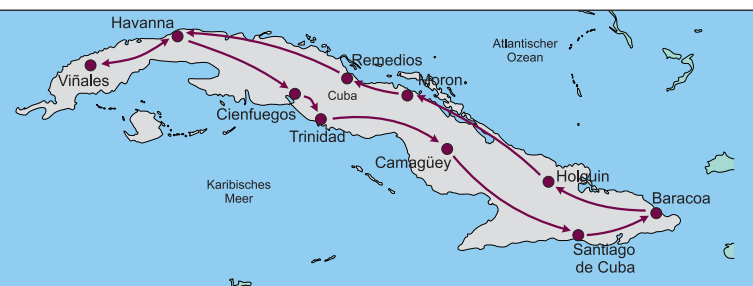 Havanna
Atlantischer
Ozean
Remedios
Viñales
Moron
Cuba
Cienfuegos
Trinidad
Camagüey
Holguin
Karibisches
Meer
Baracoa
Santiago
de Cuba